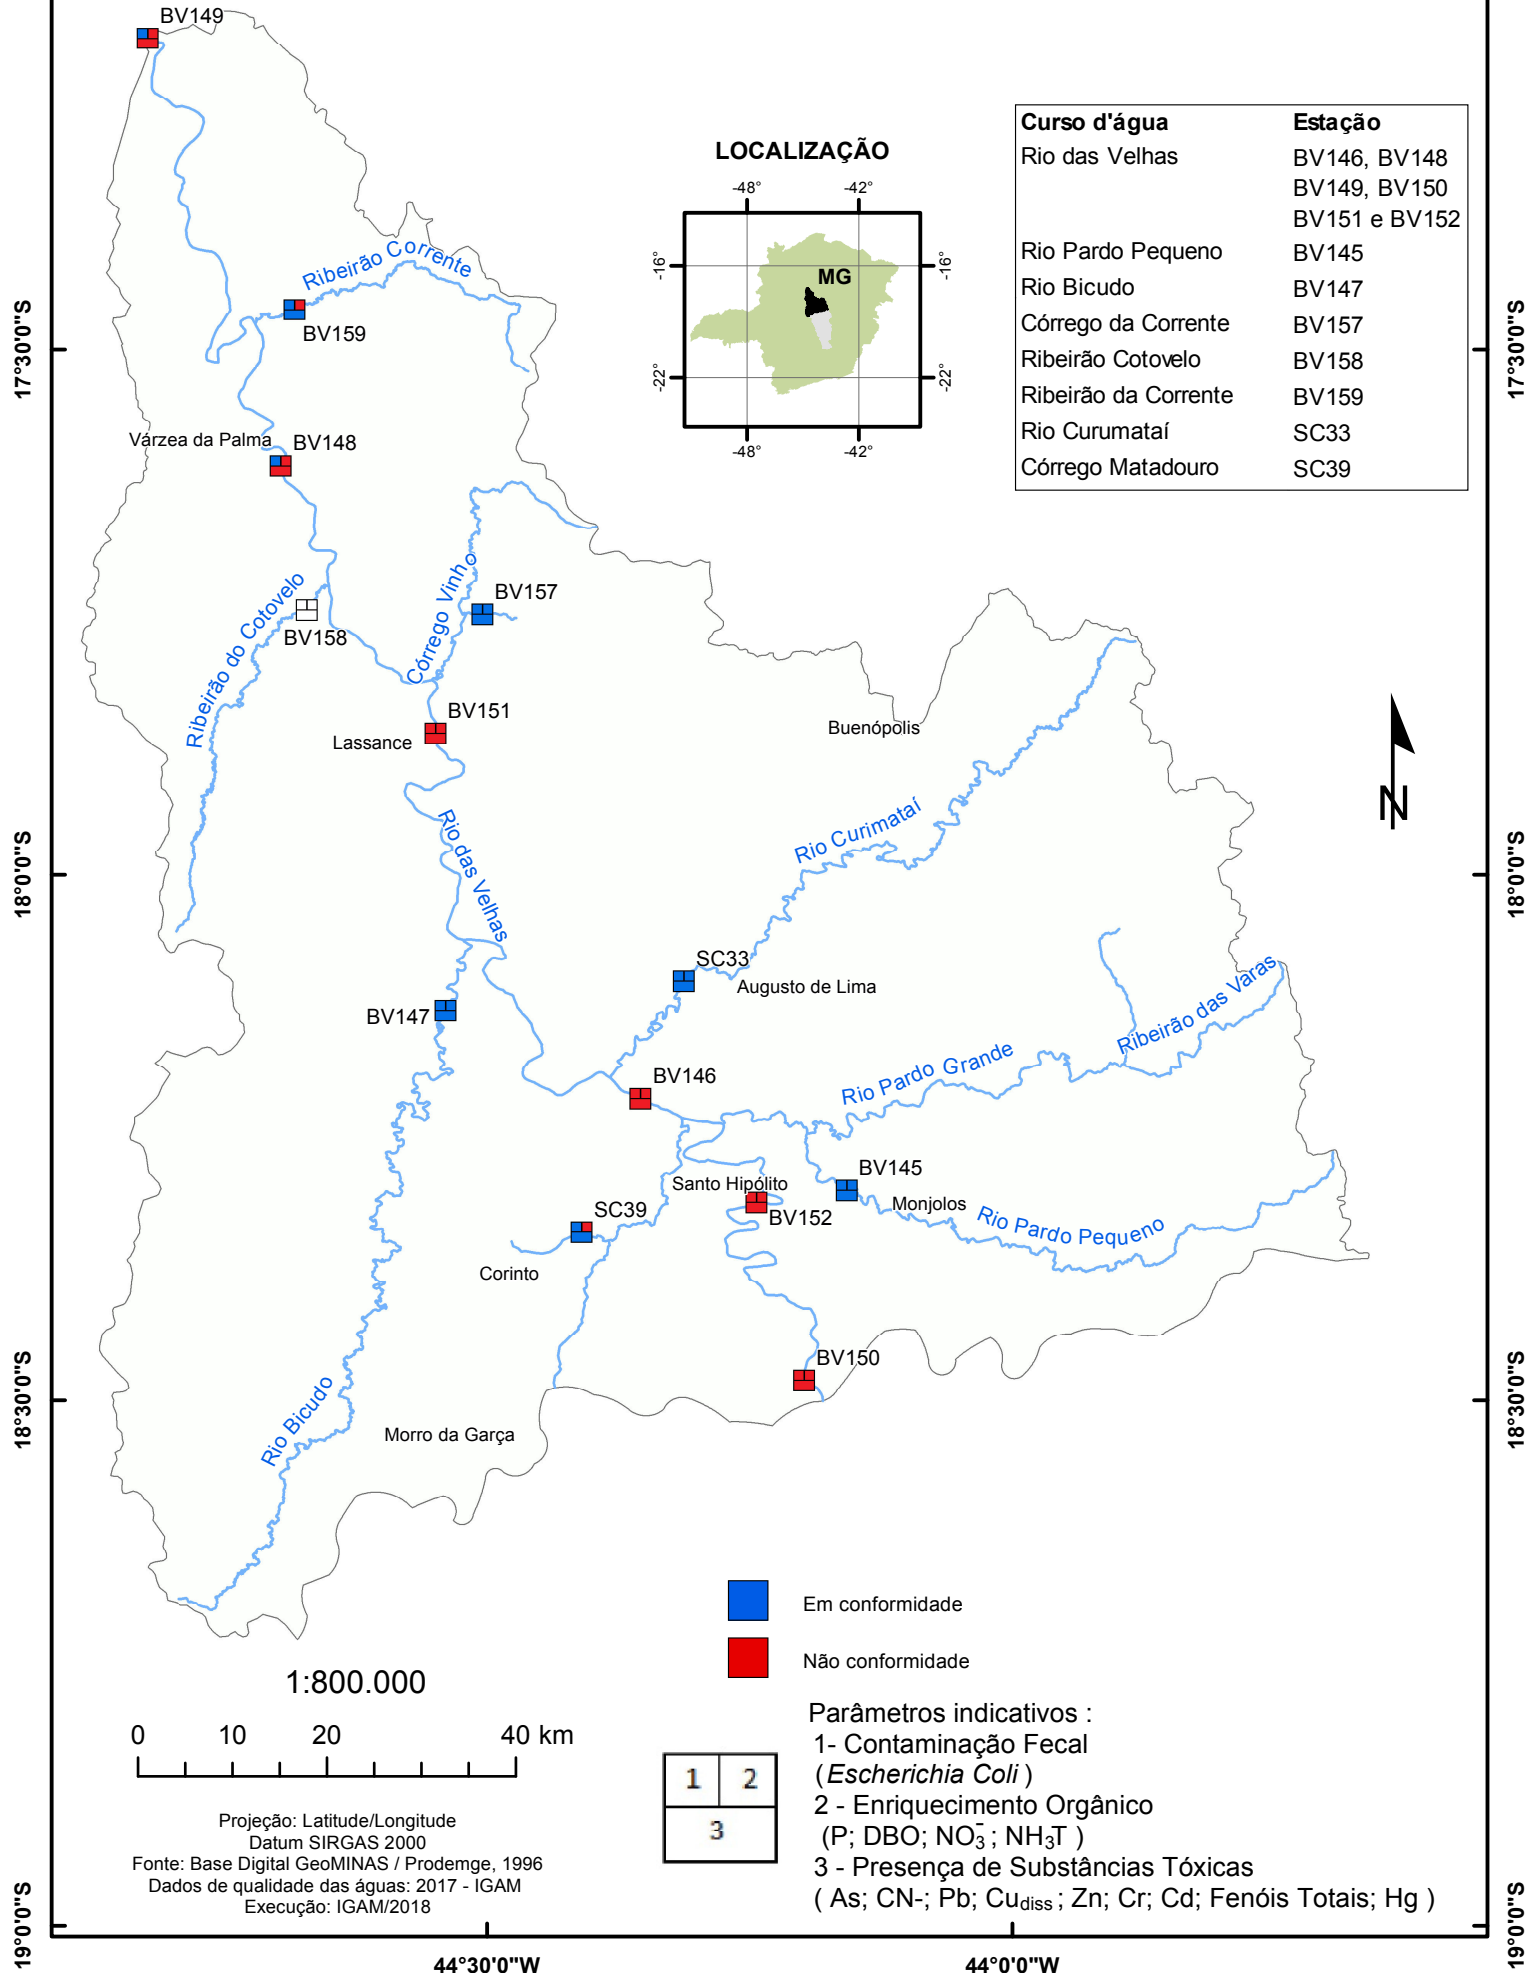 BV149
LOCALIZAÇÃO
-48°
-42°
-16°
-16°
MG
-22°
-22°
-48°
-42°
Curso d'água Estação
Rio das Velhas BV146, BV148
BV149, BV150
BV151 e BV152
Rio Pardo Pequeno BV145
Rio Bicudo BV147
Córrego da Corrente BV157
Ribeirão Cotovelo BV158
Ribeirão da Corrente BV159
Rio Curumataí SC33
Córrego Matadouro SC39
Ribeirão Corrente
BV159
17°30'0"S
17°30'0"S
Várzea da Palma
BV148
Córrego Vinho
BV157
Ribeirão do Cotovelo
BV158
BV151
Lassance
Buenópolis
N
Rio das Velhas
Rio Curimataí
18°0'0"S
18°0'0"S
SC33
Augusto de Lima
BV147
Ribeirão das Varas
Rio Pardo Grande
BV146
BV145
Santo Hipólito
Monjolos
BV152
Rio Pardo Pequeno
SC39
Corinto
BV150
18°30'0"S
18°30'0"S
Rio Bicudo
Morro da Garça
Em conformidade
Não conformidade
1:800.000
0 10 20 40 km
Projeção: Latitude/Longitude
Datum SIRGAS 2000
Fonte: Base Digital GeoMINAS / Prodemge, 1996
Dados de qualidade das águas: 2017 - IGAM
Execução: IGAM/2018
1 2
3
Parâmetros indicativos :
1- Contaminação Fecal
(Escherichia Coli )
2 - Enriquecimento Orgânico
(P; DBO; NO₃⁻; NH₃T )
3 - Presença de Substâncias Tóxicas
( As; CN-; Pb; Cudiss ; Zn; Cr; Cd; Fenóis Totais; Hg )
19°0'0"S
19°0'0"S
44°30'0"W
44°0'0"W